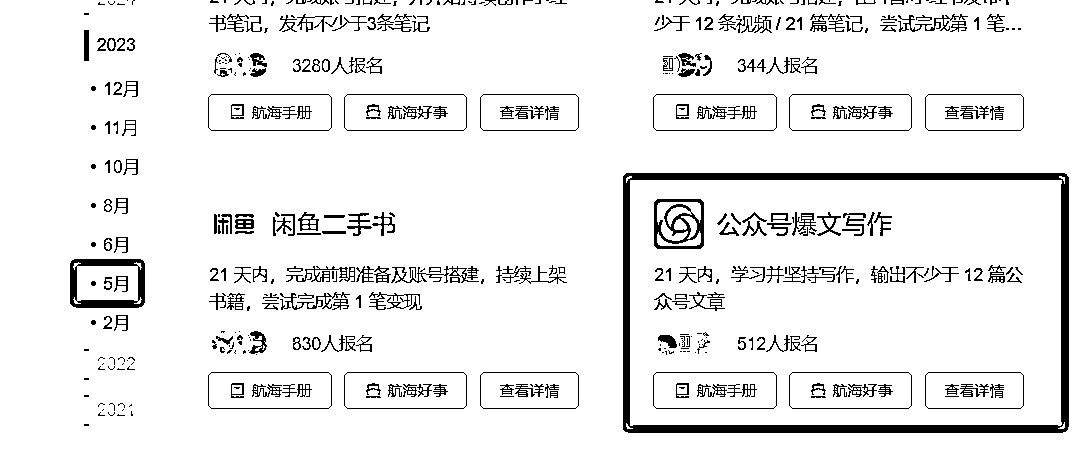 2023
• 12月
• 11月
• 10月
• 8月
• 6月
• 5月
• 2月
2022
2021
书笔记，发布不少于3条笔记
3280人报名
航海手册 航海好事 查看详情
少于 12 条视频 / 21 篇笔记，尝试完成第 1 笔...
344人报名
航海手册 航海好事 查看详情
闲鱼 闲鱼二手书
21 天内，完成前期准备及账号搭建，持续上架
书籍，尝试完成第 1 笔变现
830人报名
航海手册 航海好事 查看详情
公众号爆文写作
21 天内，学习并坚持写作，输出不少于 12 篇公
众号文章
512人报名
航海手册 航海好事 查看详情